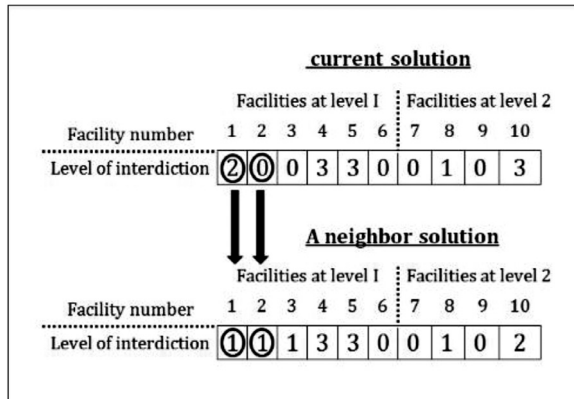 current solution
Facilities at level I Facilities at level 2
Facility number 1 2 3 4 5 6 7 8 9 10
Level of interdiction 2 0 0 3 3 0 0 1 0 3
A neighbor solution
Facilities at level I Facilities at level 2
Facility number 1 2 3 4 5 6 7 8 9 10
Level of interdiction 1 1 1 3 3 0 0 1 0 2